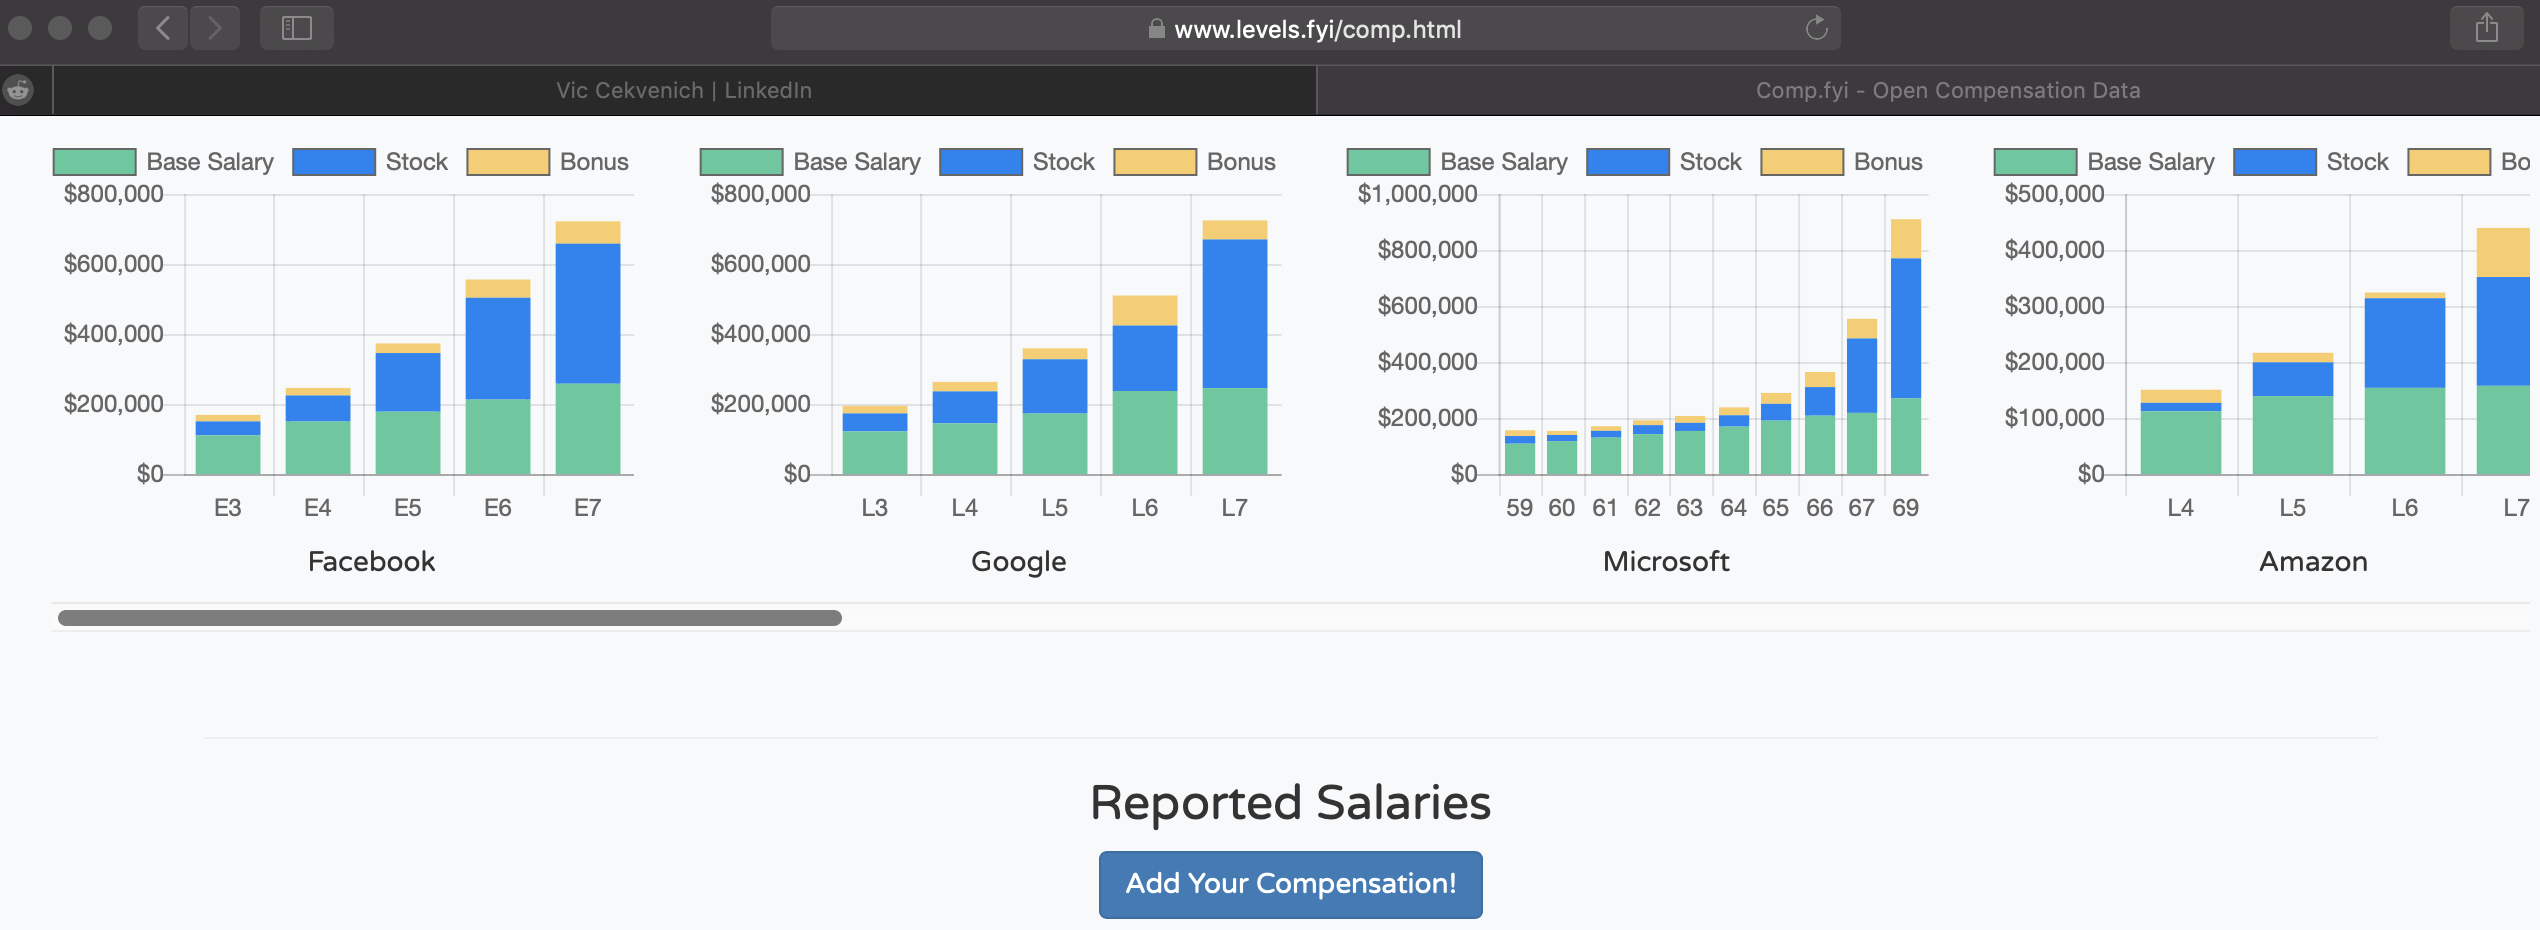 www.levels.fyi/comp.html
Vic Cekvenich | LinkedIn
Comp.fyi - Open Compensation Data
Base Salary Stock Bonus
$800,000
$600,000
$400,000
$200,000
$0
E3 E4 E5 E6 E7
Facebook
Base Salary Stock Bonus
$800,000
$600,000
$400,000
$200,000
$0
L3 L4 L5 L6 L7
Google
Base Salary Stock Bonus
$1,000,000
$800,000
$600,000
$400,000
$200,000
$0
59 60 61 62 63 64 65 66 67 69
Microsoft
Base Salary Stock Bo
$500,000
$400,000
$300,000
$200,000
$100,000
$0
L4 L5 L6 L7
Amazon
Reported Salaries
Add Your Compensation!